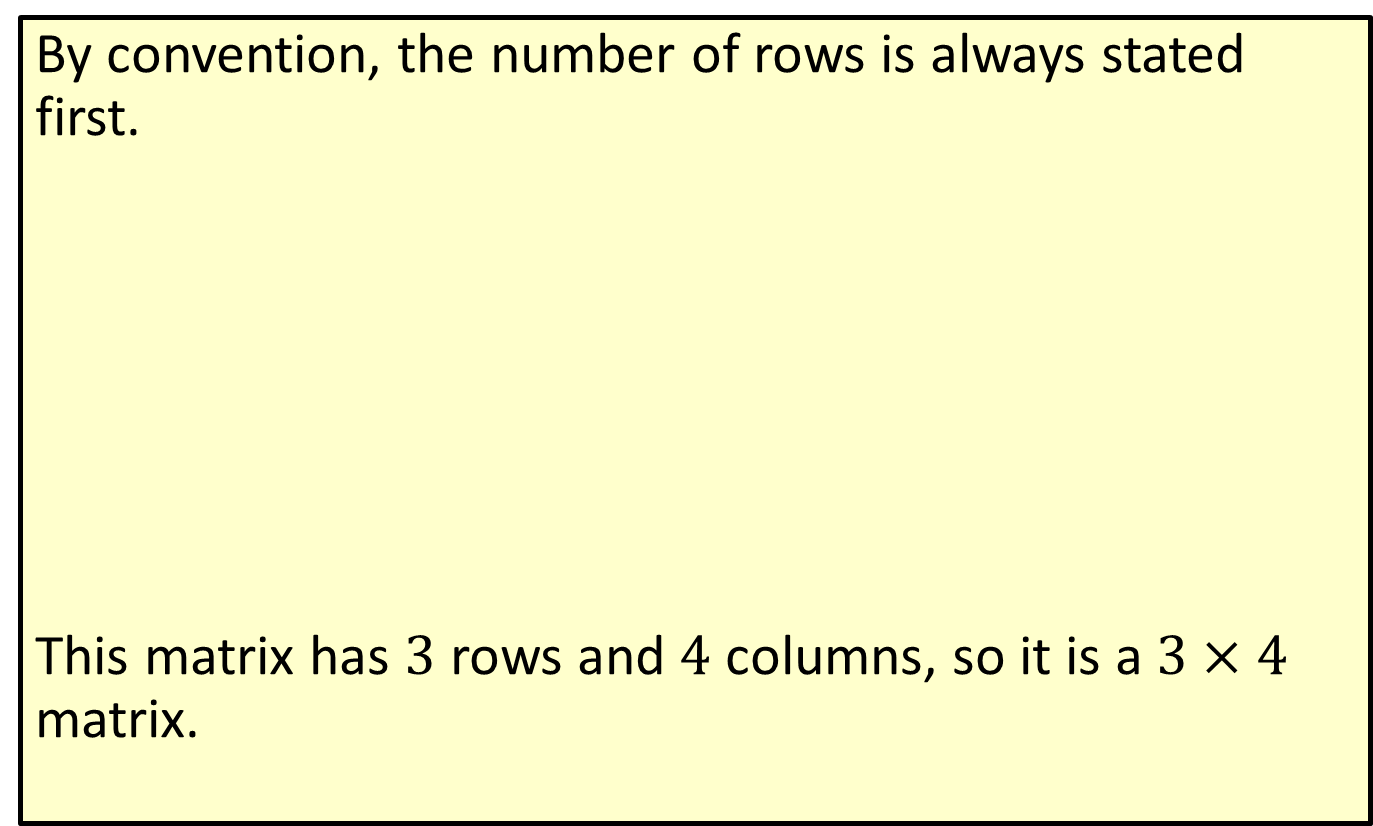 By convention, the number of rows is always stated
first.
This matrix has 3 rows and 4 columns, so it is a 3 × 4
matrix.